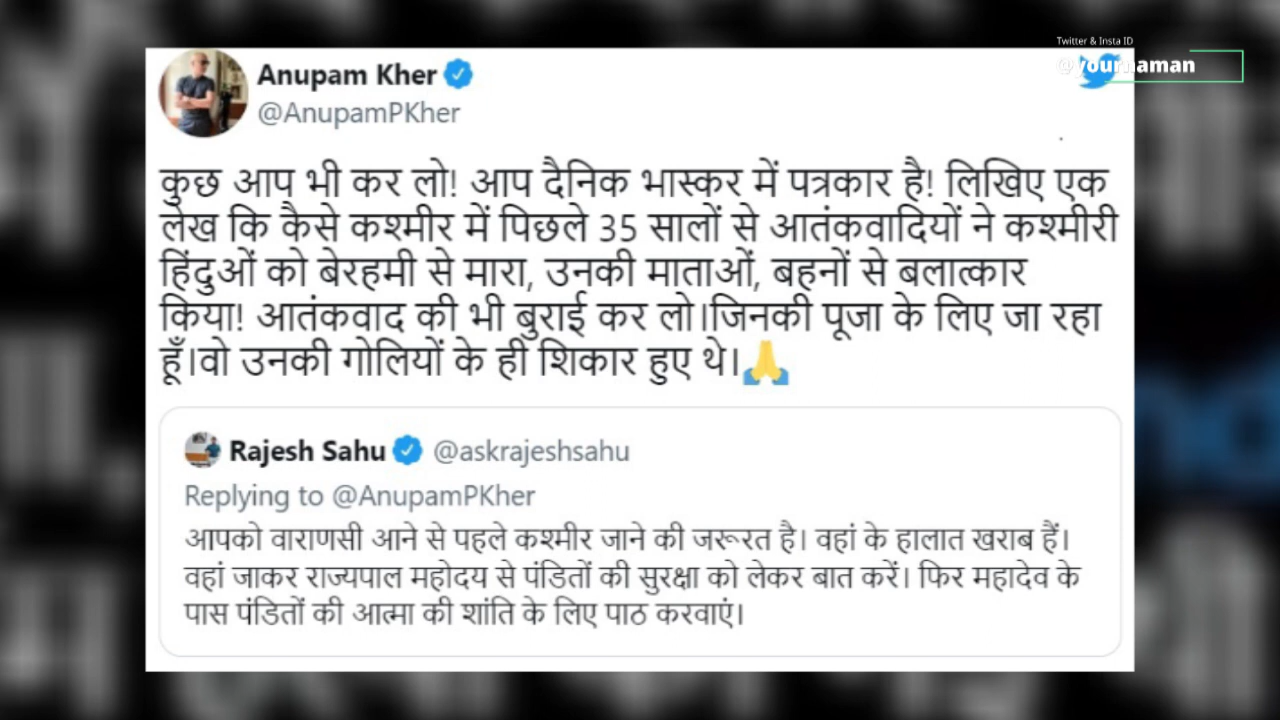 Twitter & Insta ID
@yournaman
Anupam Kher
@AnupamPKher
कुछ आप भी कर लो! आप दैनिक भास्कर में पत्रकार है! लिखिए एक
लेख कि कैसे कश्मीर में पिछले 35 सालों से आतंकवादियों ने कश्मीरी
हिंदुओं को बेरहमी से मारा, उनकी माताओं, बहनों से बलात्कार
किया! आतंकवाद की भी बुराई कर लो।जिनकी पूजा के लिए जा रहा
हूँ।वो उनकी गोलियों के ही शिकार हुए थे।🙏
Rajesh Sahu @askrajeshsahu
Replying to @AnupamPKher
आपको वाराणसी आने से पहले कश्मीर जाने की जरूरत है। वहां के हालात खराब हैं।
वहां जाकर राज्यपाल महोदय से पंडितों की सुरक्षा को लेकर बात करें। फिर महादेव के
पास पंडितों की आत्मा की शांति के लिए पाठ करवाएं।